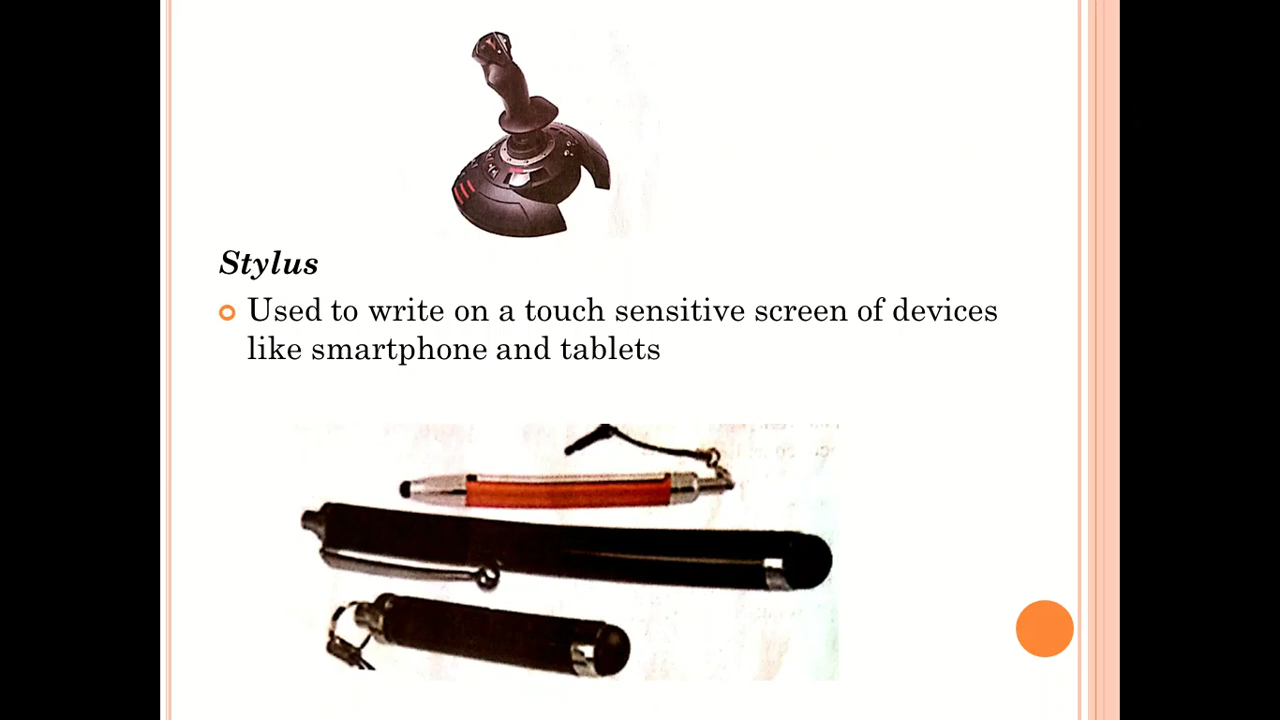 Stylus
Used to write on a touch sensitive screen of devices
like smartphone and tablets